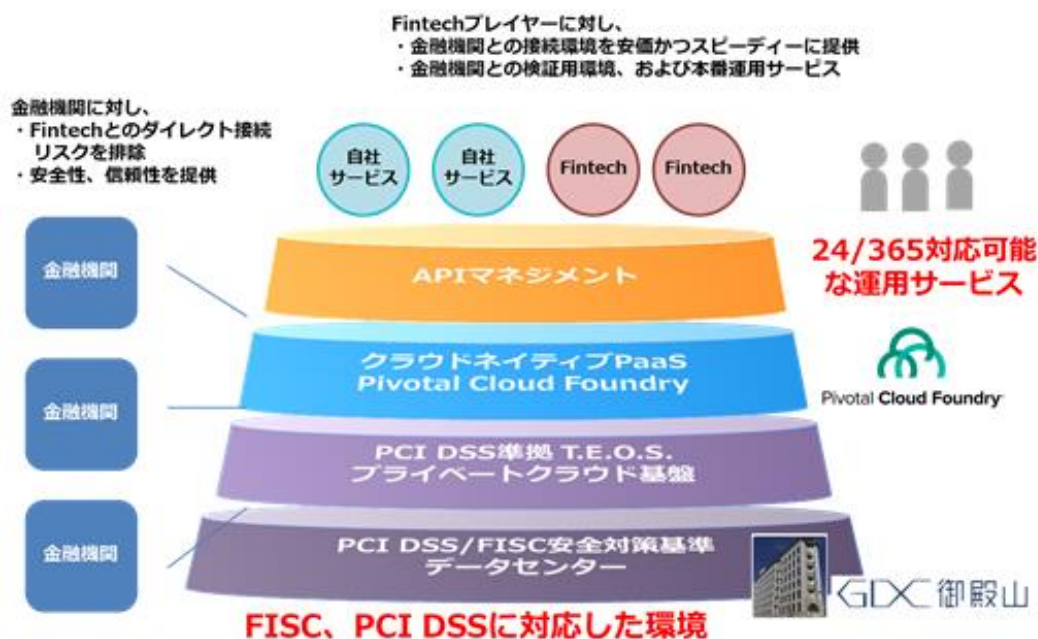 Fintechプレイヤーに対し、
・金融機関との接続環境を安価かつスピーディーに提供
・金融機関との検証用環境、および本番運用サービス
金融機関に対し、
・Fintechとのダイレクト接続
リスクを排除
・安全性、信頼性を提供
自社
サービス
自社
サービス
Fintech
Fintech
24/365対応可能
な運用サービス
金融機関
金融機関
金融機関
APIマネジメント
クラウドネイティブPaaS
Pivotal Cloud Foundry
Pivotal Cloud Foundry
PCI DSS準拠 T.E.O.S.
プライベートクラウド基盤
PCI DSS/FISC安全対策基準
データセンター
GDC御殿山
FISC、PCI DSSに対応した環境